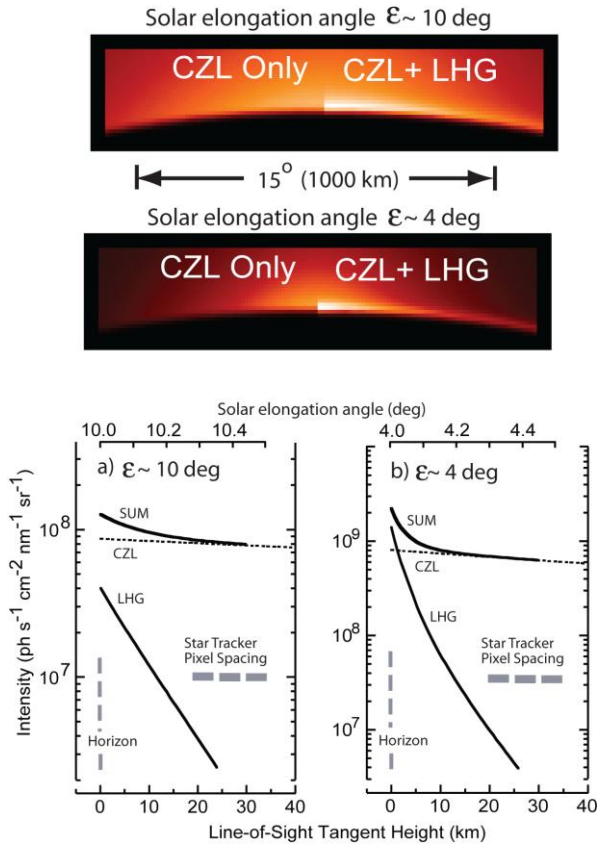 Solar elongation angle ε~ 10 deg
CZL Only
CZL+ LHG
15° (1000 km)
Solar elongation angle ε~ 4 deg
CZL Only
CZL+ LHG
Solar elongation angle (deg)
10.0 10.2 10.4
4.0 4.2 4.4
a) ε~ 10 deg
b) ε~ 4 deg
SUM
CZL
LHG
Star Tracker
Pixel Spacing
Horizon
10⁸
10⁷
Intensity (ph s⁻¹ cm⁻² nm⁻¹ sr⁻¹)
SUM
CZL
LHG
Star Tracker
Pixel Spacing
Horizon
10⁹
10⁸
10⁷
0 10 20 30 40
0 10 20 30 40
Line-of-Sight Tangent Height (km)